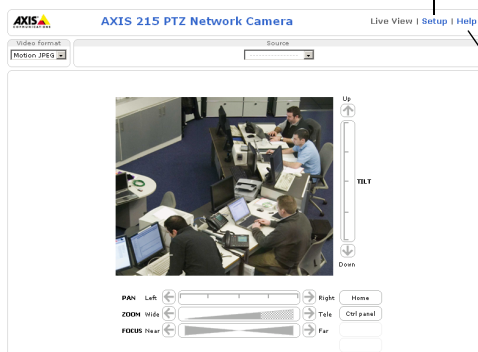 AXIS
COMMUNICATIONS
AXIS 215 PTZ Network Camera
Live View | Setup | Help
Video format
Source
Motion JPEG
Up
TILT
Down
PAN Left Right Home
ZOOM Wide Tele Ctrl panel
FOCUS Near Far